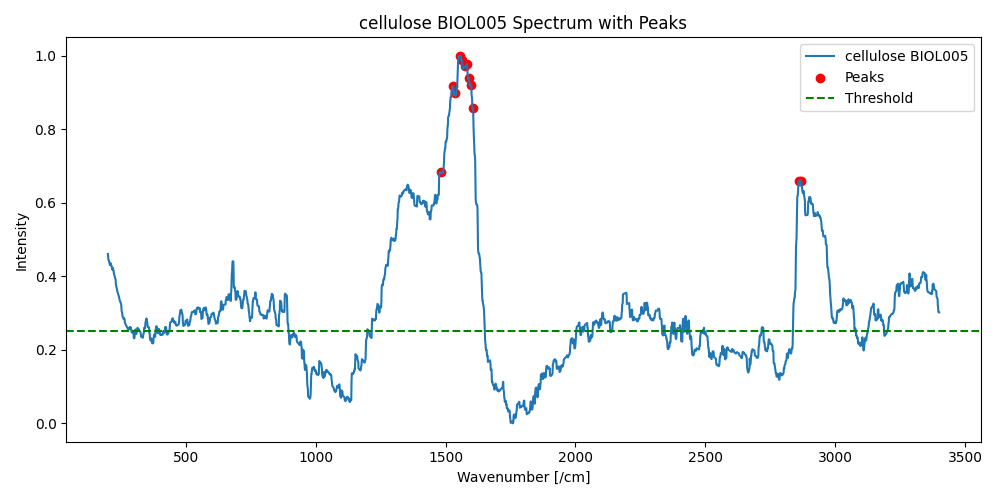 cellulose BIOL005 Spectrum with Peaks
cellulose BIOL005
Peaks
Threshold
Intensity
1.0
0.8
0.6
0.4
0.2
0.0
500
1000
1500
2000
2500
3000
3500
Wavenumber [/cm]